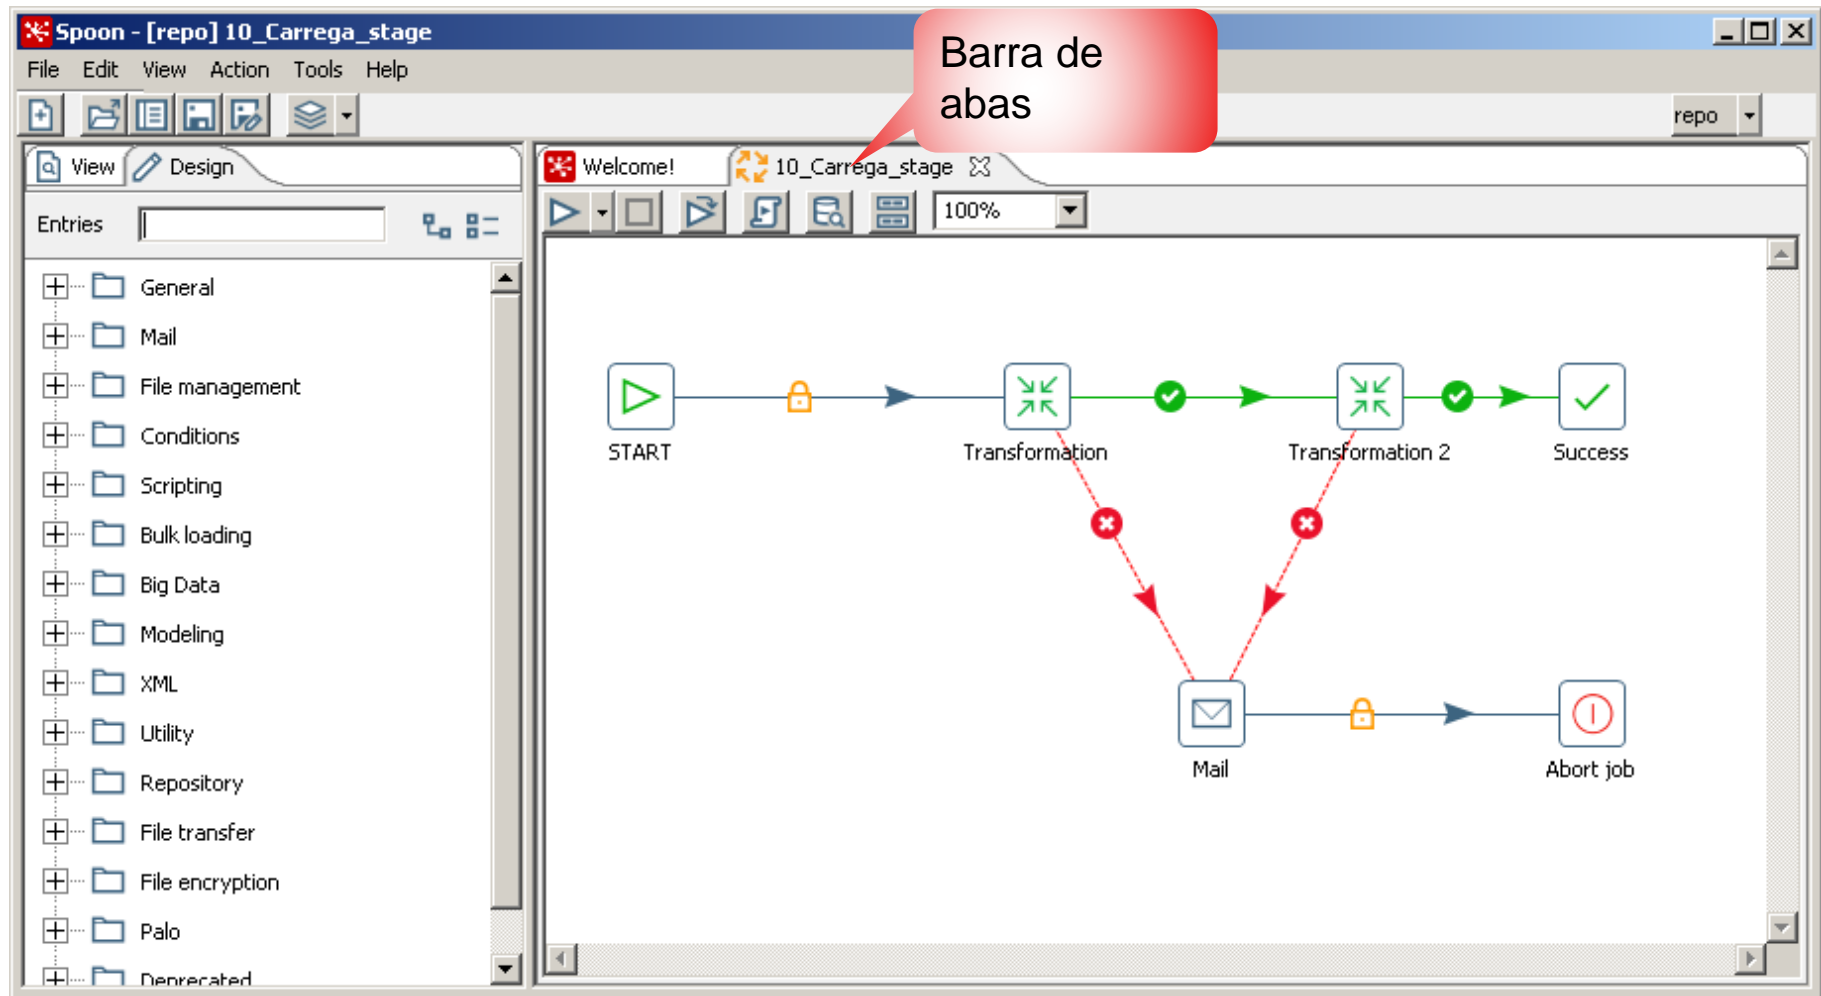 Spoon - [repo] 10_Carrega_stage
Barra de
abas
File Edit View Action Tools Help
repo
View Design
Welcome! 10_Carrega_stage
Entries
100%
General
Mail
File management
Conditions
Scripting
Bulk loading
Big Data
Modeling
XML
Utility
Repository
File transfer
File encryption
Palo
Deprecated
START
Transformation
Transformation 2
Success
Mail
Abort job